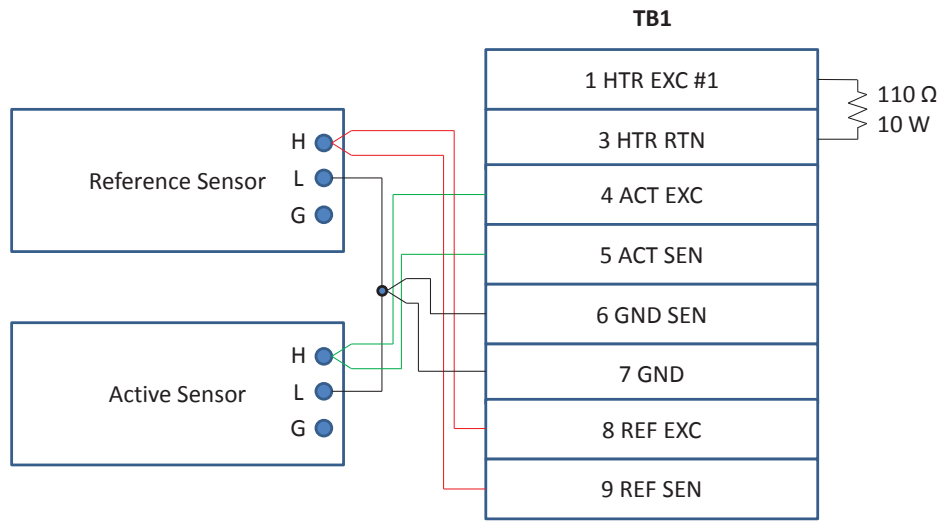 TB1
1 HTR EXC #1
110 Ω
10 W
3 HTR RTN
Reference Sensor
H
L
G
4 ACT EXC
5 ACT SEN
6 GND SEN
Active Sensor
H
L
G
7 GND
8 REF EXC
9 REF SEN